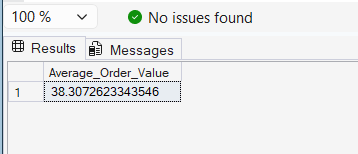 100 % No issues found
Results Messages
Average_Order_Value
1 38.3072623343546